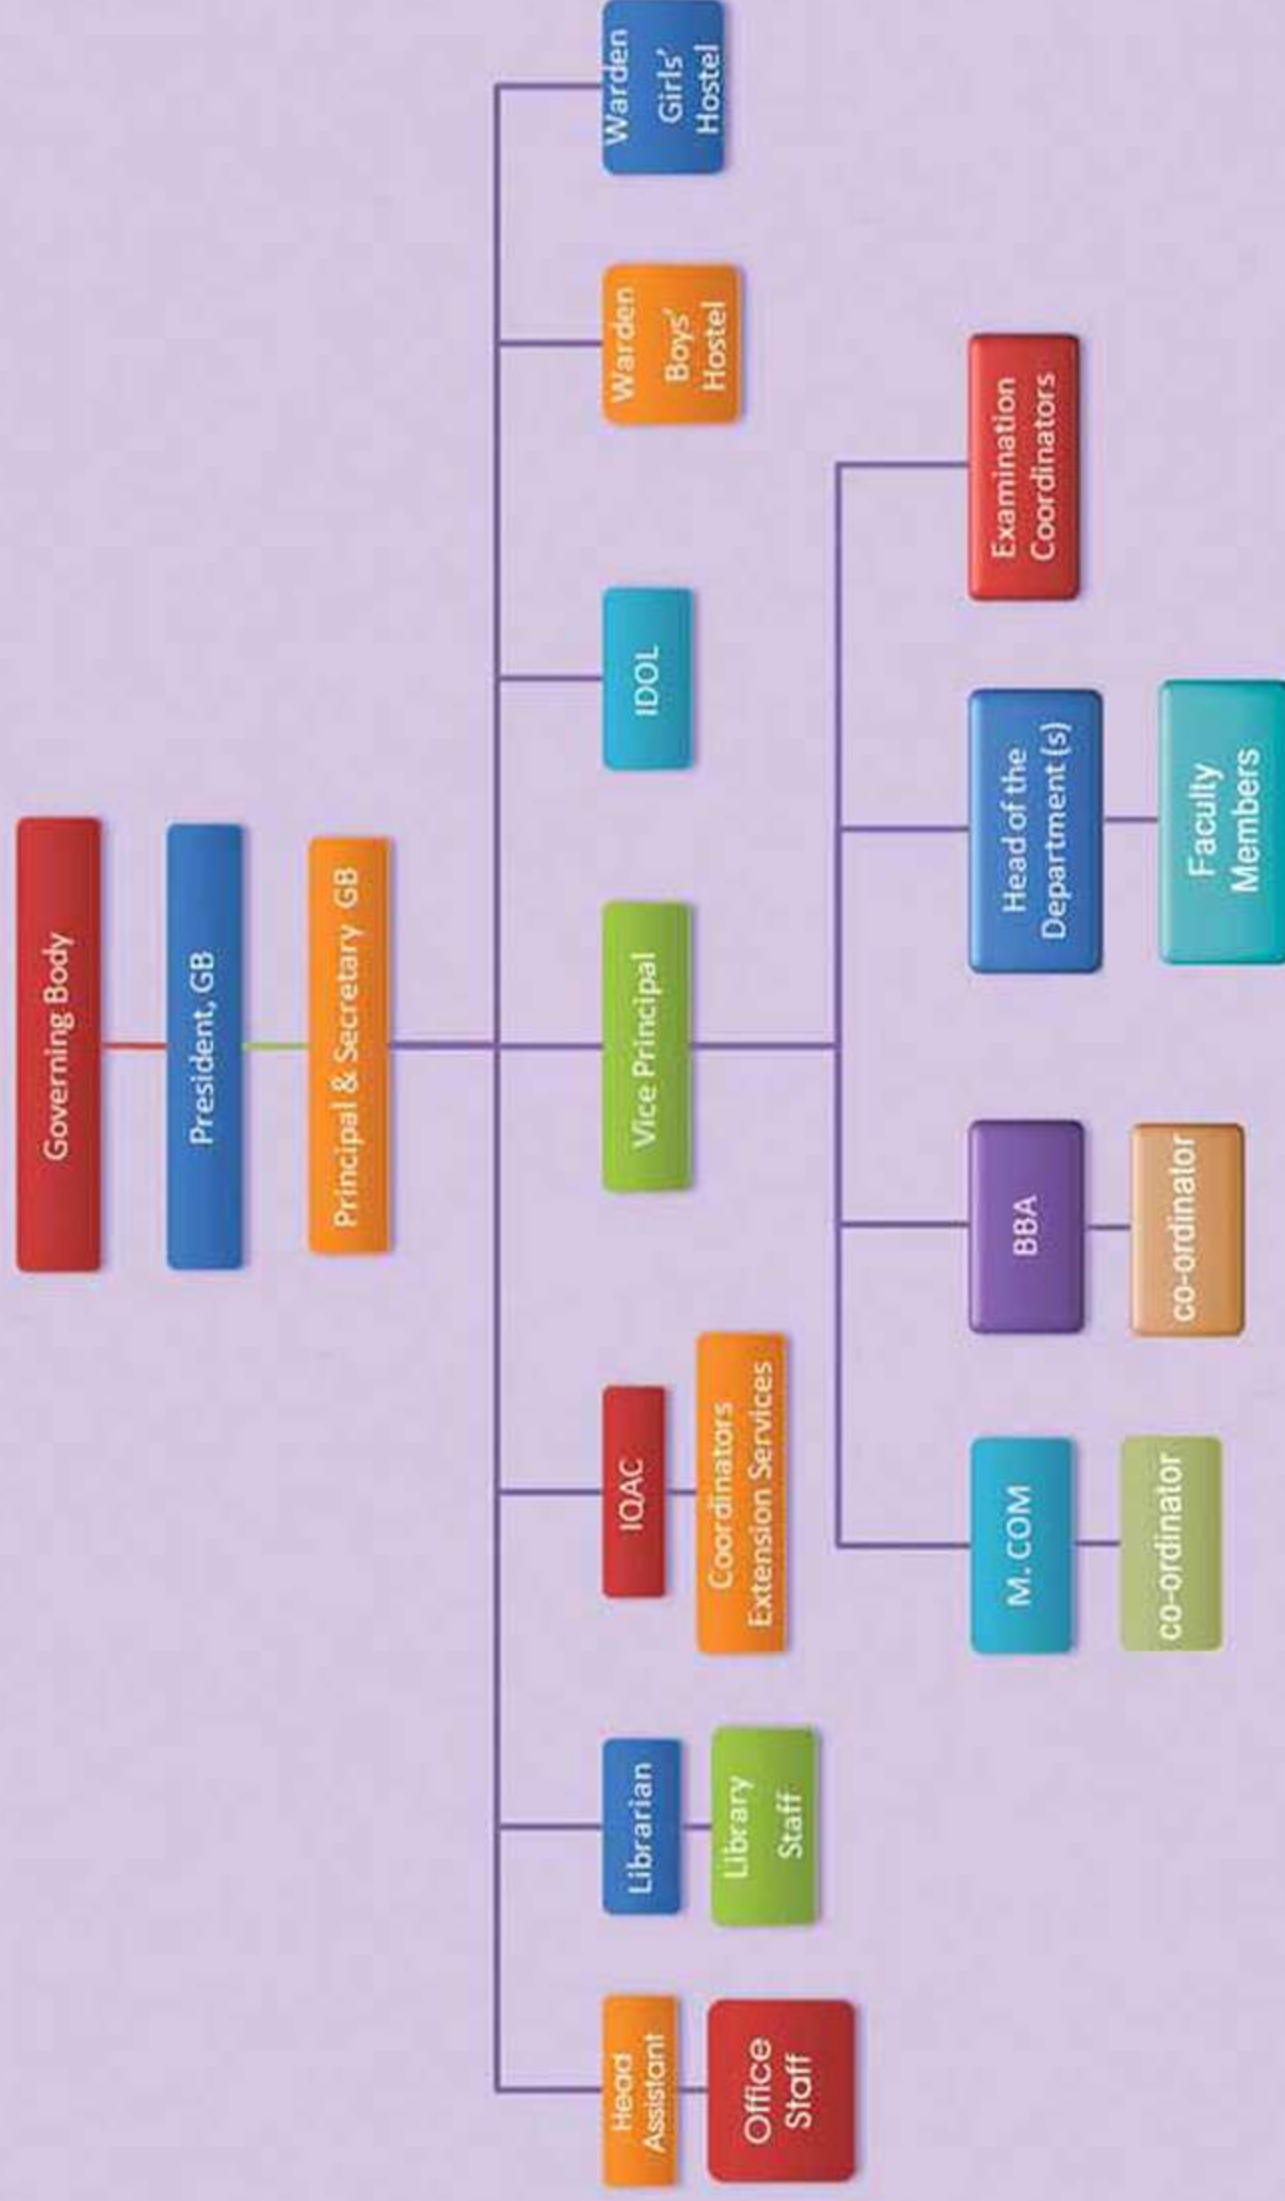 Governing Body
President, GB
Principal & Secretary GB
Head
Assistant
Librarian
IQAC
Vice Principal
IDOL
Warden
Boys'
Hostel
Warden
Girls'
Hostel
Office
Staff
Library
Staff
Coordinators
Extension Services
M. COM
BBA
Head of the
Department (s)
Examination
Coordinators
co-ordinator
co-ordinator
Faculty
Members